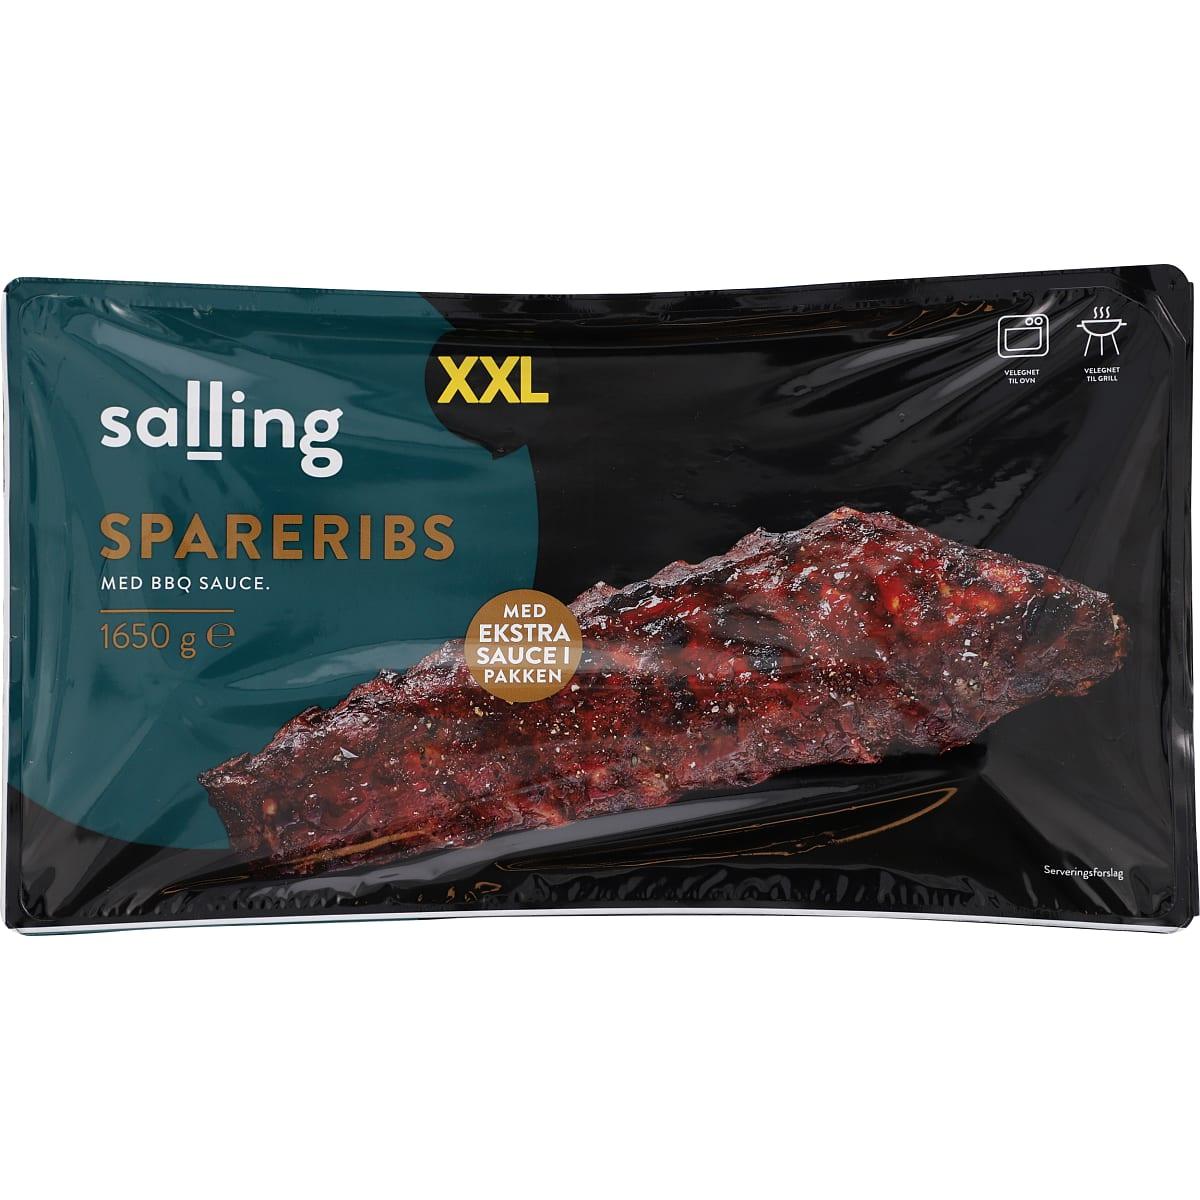 XXL
salling
SPARERIBS
MED BBQ SAUCE.
1650 g ℮
MED
EKSTRA
SAUCE I
PAKKEN
VELEGNET
TIL OVN
VELEGNET
TIL GRILL
Serveringsforslag